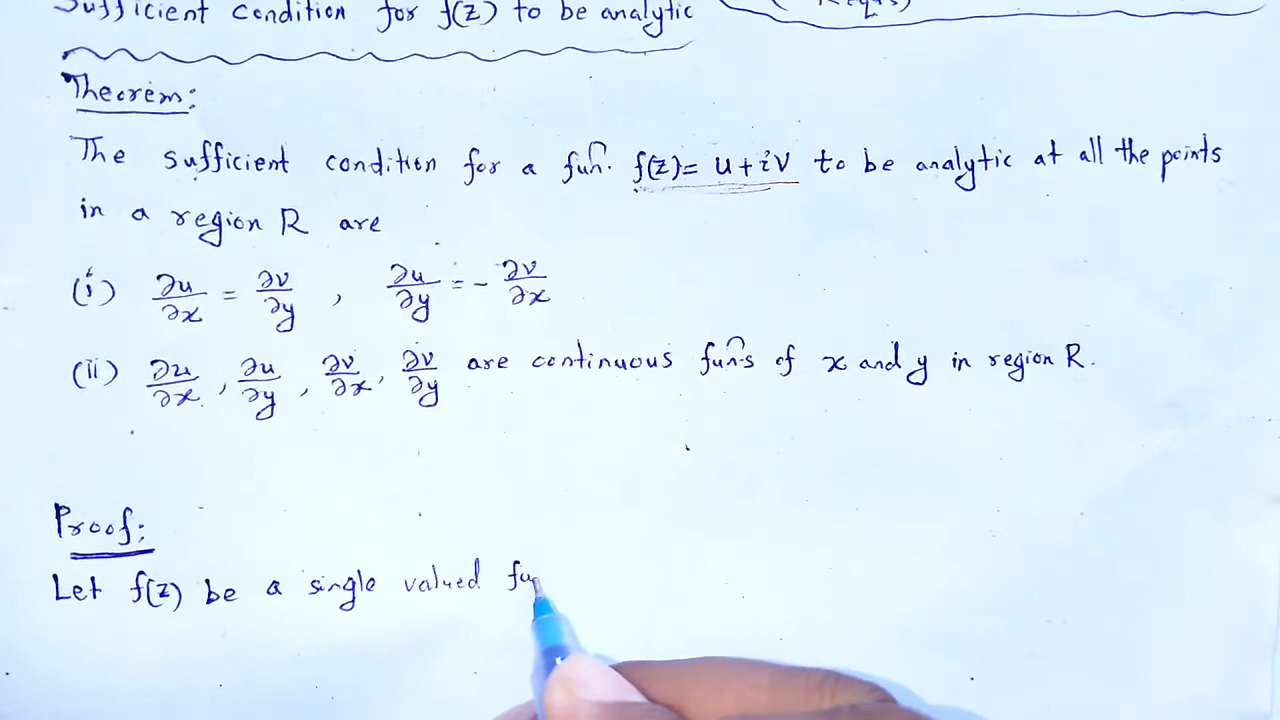 Sufficient condition for f(z) to be analytic
Theorem:
The sufficient condition for a fun. f(z)= u+iv to be analytic at all the points
in a region R are
(i) ∂u/∂x = ∂v/∂y , ∂u/∂y = - ∂v/∂x
(ii) ∂u/∂x , ∂u/∂y , ∂v/∂x , ∂v/∂y are continuous funs of x and y in region R.
Proof:
Let f(z) be a single valued fu